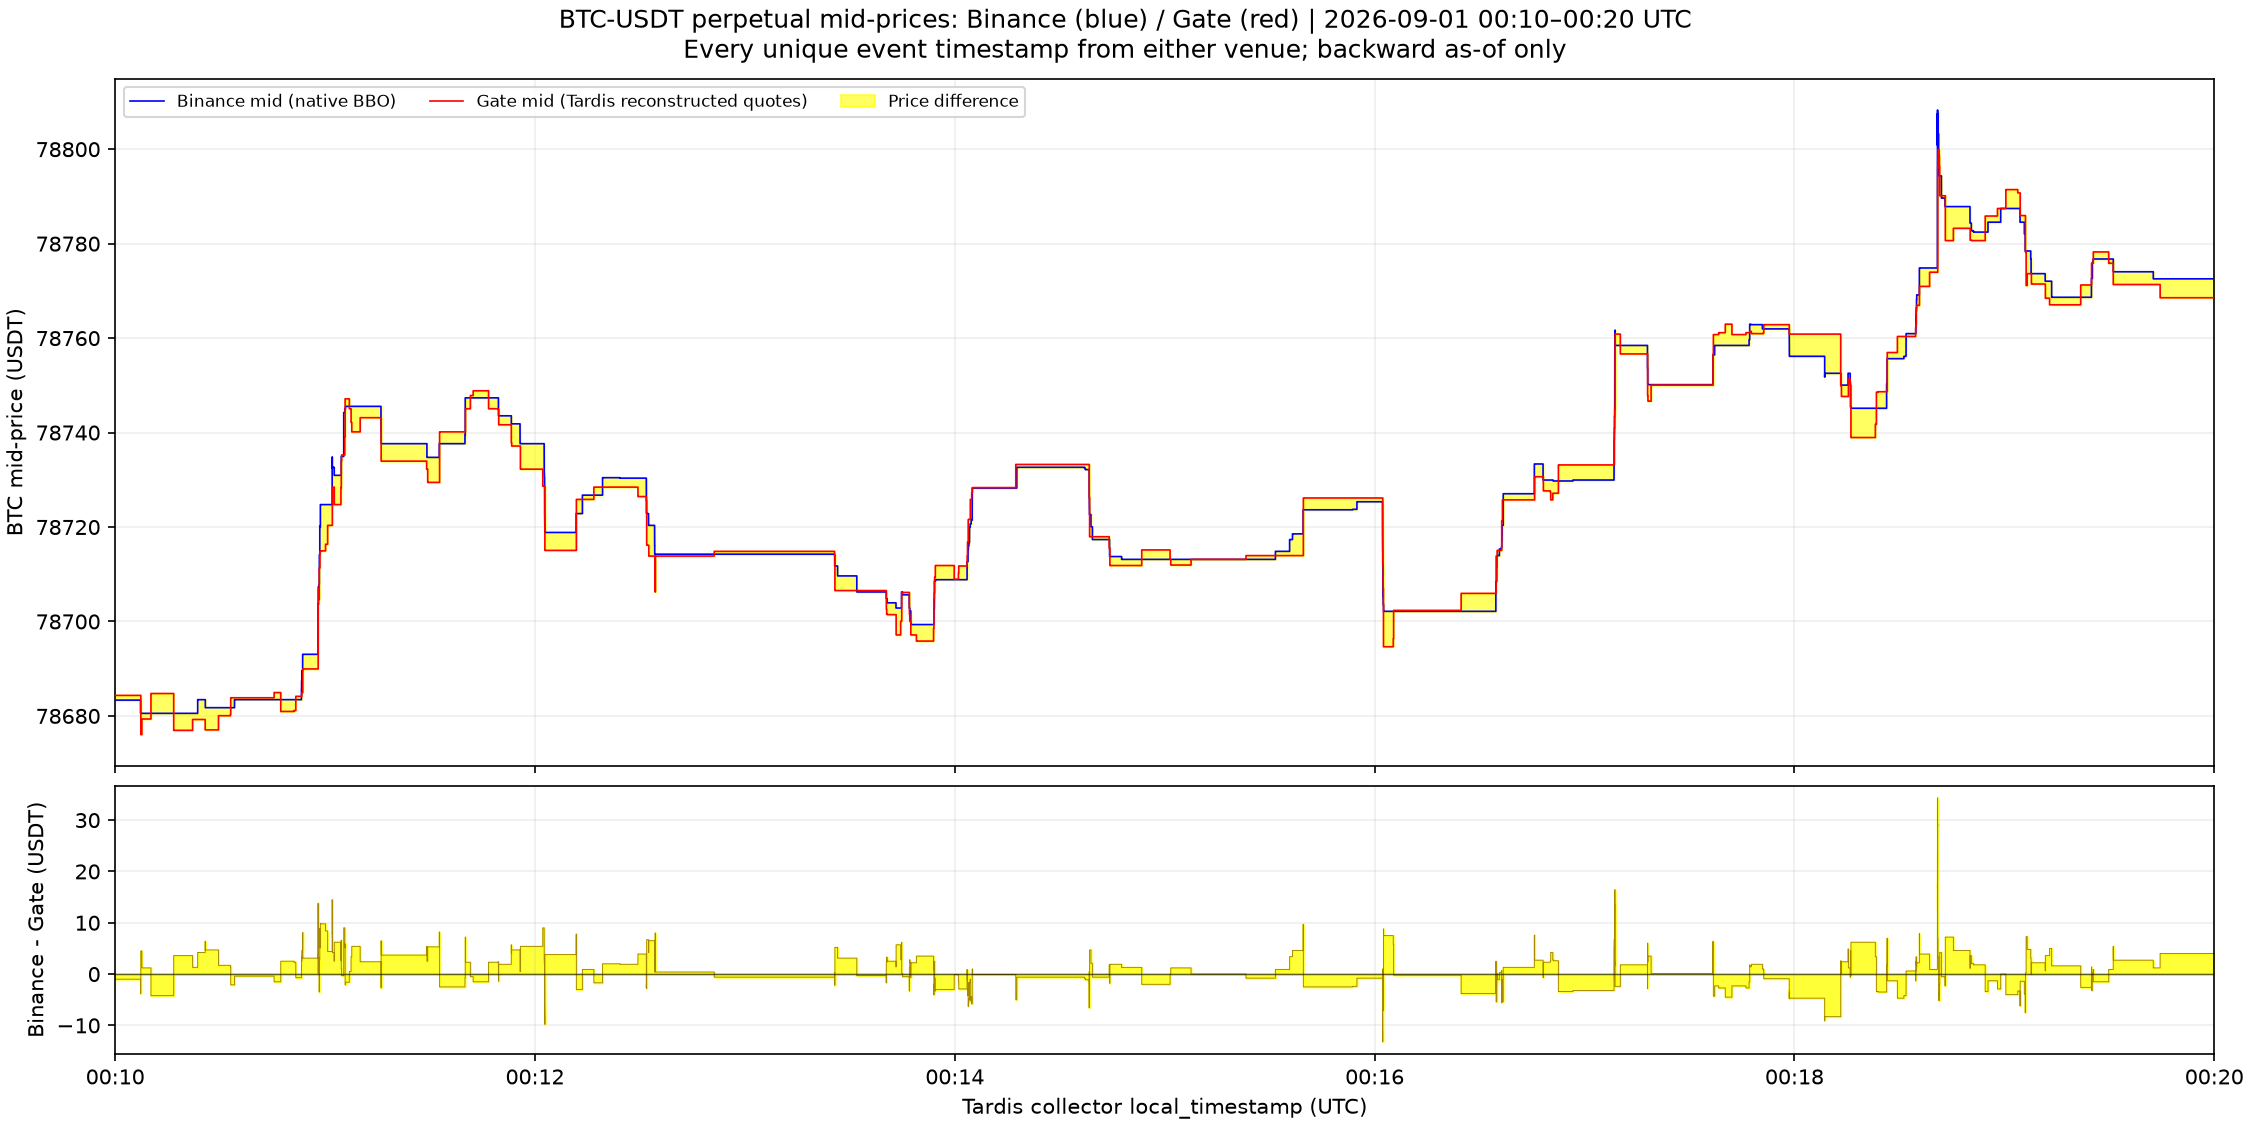 BTC-USDT perpetual mid-prices: Binance (blue) / Gate (red) | 2026-09-01 00:10–00:20 UTC
Every unique event timestamp from either venue; backward as-of only
Binance mid (native BBO)
Gate mid (Tardis reconstructed quotes)
Price difference
BTC mid-price (USDT)
78800
78780
78760
78740
78720
78700
78680
Binance - Gate (USDT)
30
20
10
0
−10
00:10
00:12
00:14
00:16
00:18
00:20
Tardis collector local_timestamp (UTC)